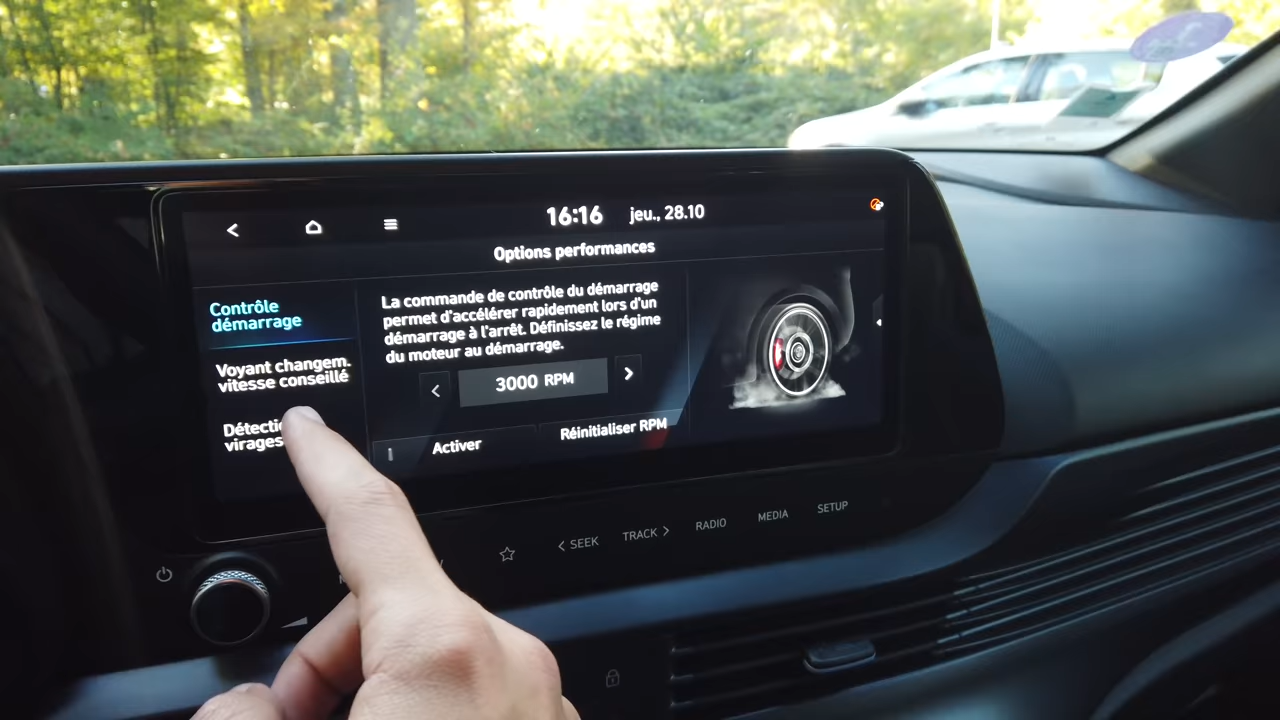 16:16 jeu., 28.10
Options performances
Contrôle
démarrage
Voyant changem.
vitesse conseillé
virages
La commande de contrôle du démarrage
permet d'accélérer rapidement lors d'un
démarrage à l'arrêt. Définissez le régime
du moteur au démarrage.
3000 RPM
Activer
Réinitialiser RPM
SEEK
TRACK
RADIO
MEDIA
SETUP